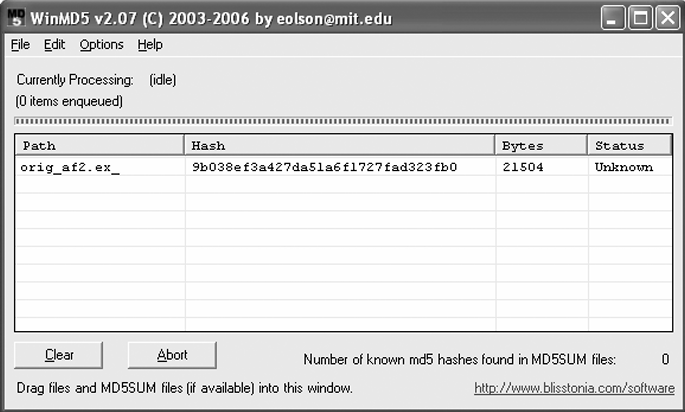 MD5 WinMD5 v2.07 (C) 2003-2006 by eolson@mit.edu
File Edit Options Help
Currently Processing: (idle)
(0 items enqueued)
Path Hash Bytes Status
orig_af2.ex_ 9b038ef3a427da51a6f1727fad323fb0 21504 Unknown
Clear Abort Number of known md5 hashes found in MD5SUM files: 0
Drag files and MD5SUM files (if available) into this window. http://www.blisstonia.com/software